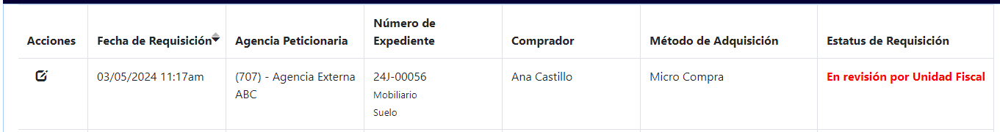 Acciones
Fecha de Requisición
Agencia Peticionaria
Número de
Expediente
Comprador
Método de Adquisición
Estatus de Requisición
03/05/2024 11:17am
(707) - Agencia Externa
ABC
24J-00056
Mobiliario
Suelo
Ana Castillo
Micro Compra
En revisión por Unidad Fiscal